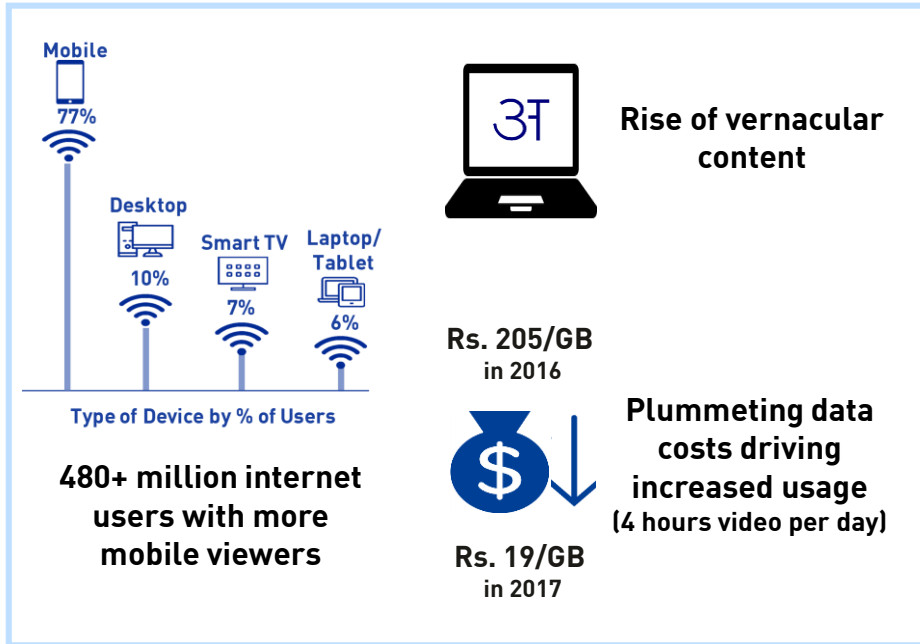 Mobile
77%
Desktop
10%
Smart TV
7%
Laptop/
Tablet
6%
Type of Device by % of Users
480+ million internet
users with more
mobile viewers
अ
Rise of vernacular
content
Rs. 205/GB
in 2016
$
Rs. 19/GB
in 2017
Plummeting data
costs driving
increased usage
(4 hours video per day)